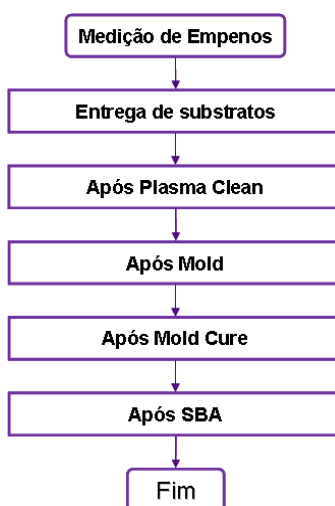 Medição de Empenos
Entrega de substratos
Após Plasma Clean
Após Mold
Após Mold Cure
Após SBA
Fim